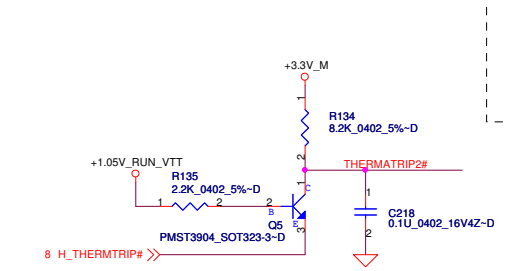 +3.3V_M
1
R134
8.2K_0402_5%~D
2
THERMATRIP2#
+1.05V_RUN_VTT
R135
2.2K_0402_5%~D
1 2
2 B
1 C
E
3
Q5
PMST3904_SOT323-3~D
1
C218
0.1U_0402_16V4Z~D
2
8 H_THERMTRIP#